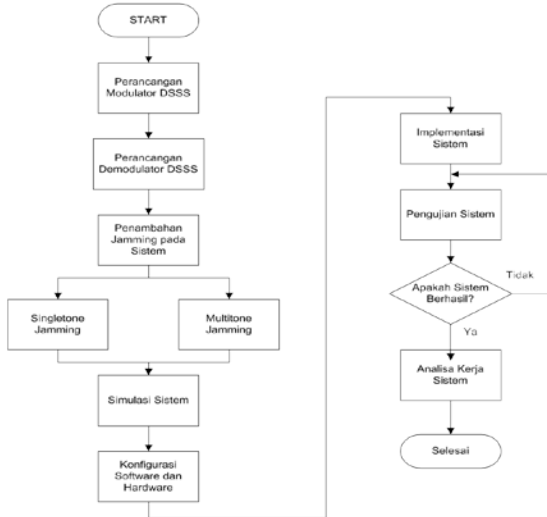 START
Perancangan
Modulator DSSS
Perancangan
Demodulator DSSS
Penambahan
Jamming pada
Sistem
Singletone
Jamming
Multitone
Jamming
Simulasi Sistem
Konfigurasi
Software dan
Hardware
Implementasi
Sistem
Pengujian Sistem
Apakah Sistem
Berhasil?
Tidak
Ya
Analisa Kerja
Sistem
Selesai